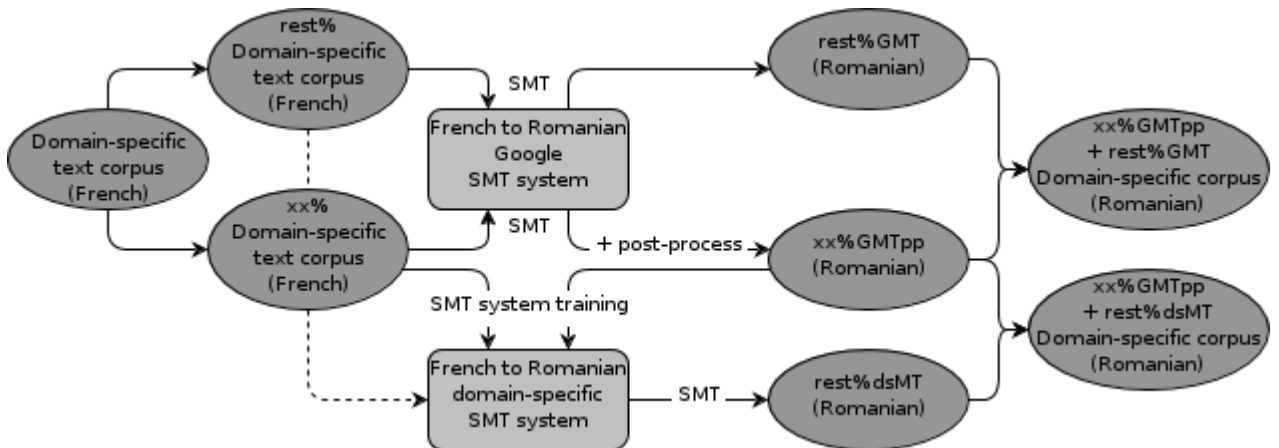 Domain-specific
text corpus
(French)
rest%
Domain-specific
text corpus
(French)
xx%
Domain-specific
text corpus
(French)
SMT
French to Romanian
Google
SMT system
SMT
+ post-process
SMT system training
French to Romanian
domain-specific
SMT system
SMT
rest%GMT
(Romanian)
xx%GMTpp
(Romanian)
rest%dsMT
(Romanian)
xx%GMTpp
+ rest%GMT
Domain-specific corpus
(Romanian)
xx%GMTpp
+ rest%dsMT
Domain-specific corpus
(Romanian)